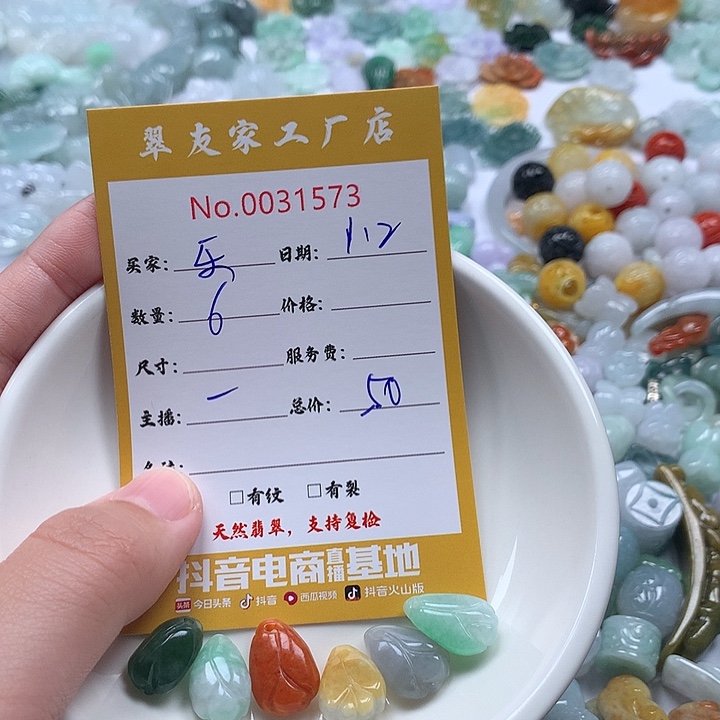 翠友家工厂店
No.0031573
买家: 乐 日期: 1.12
数量: 6 价格:
尺寸: 服务费:
主播: 一 总价: 50
□有纹 □有裂
天然翡翠，支持复检
抖音电商直播基地
头条 今日头条 抖音 西瓜视频 抖音火山版